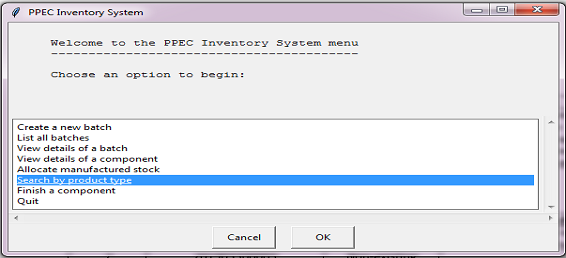 PPEC Inventory System
Welcome to the PPEC Inventory System menu
-----------------------------------------
Choose an option to begin:
Create a new batch
List all batches
View details of a batch
View details of a component
Allocate manufactured stock
Search by product type
Finish a component
Quit
Cancel OK